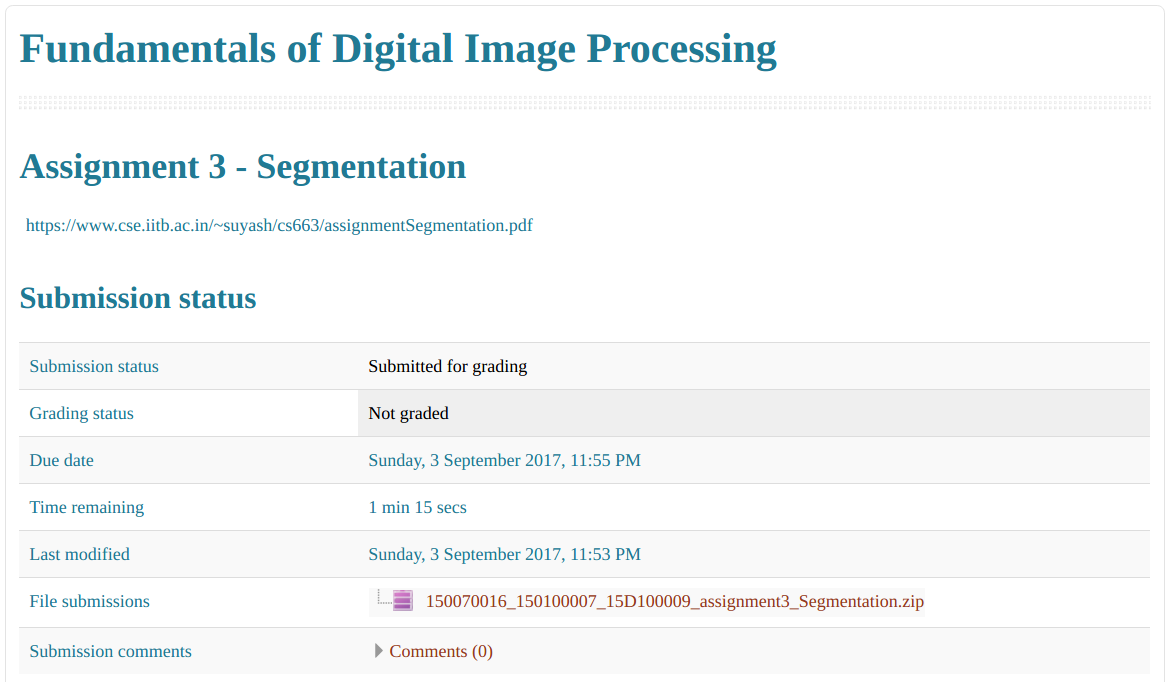 Fundamentals of Digital Image Processing
Assignment 3 - Segmentation
https://www.cse.iitb.ac.in/~suyash/cs663/assignmentSegmentation.pdf
Submission status
Submission status Submitted for grading
Grading status Not graded
Due date Sunday, 3 September 2017, 11:55 PM
Time remaining 1 min 15 secs
Last modified Sunday, 3 September 2017, 11:53 PM
File submissions 150070016_150100007_15D100009_assignment3_Segmentation.zip
Submission comments Comments (0)